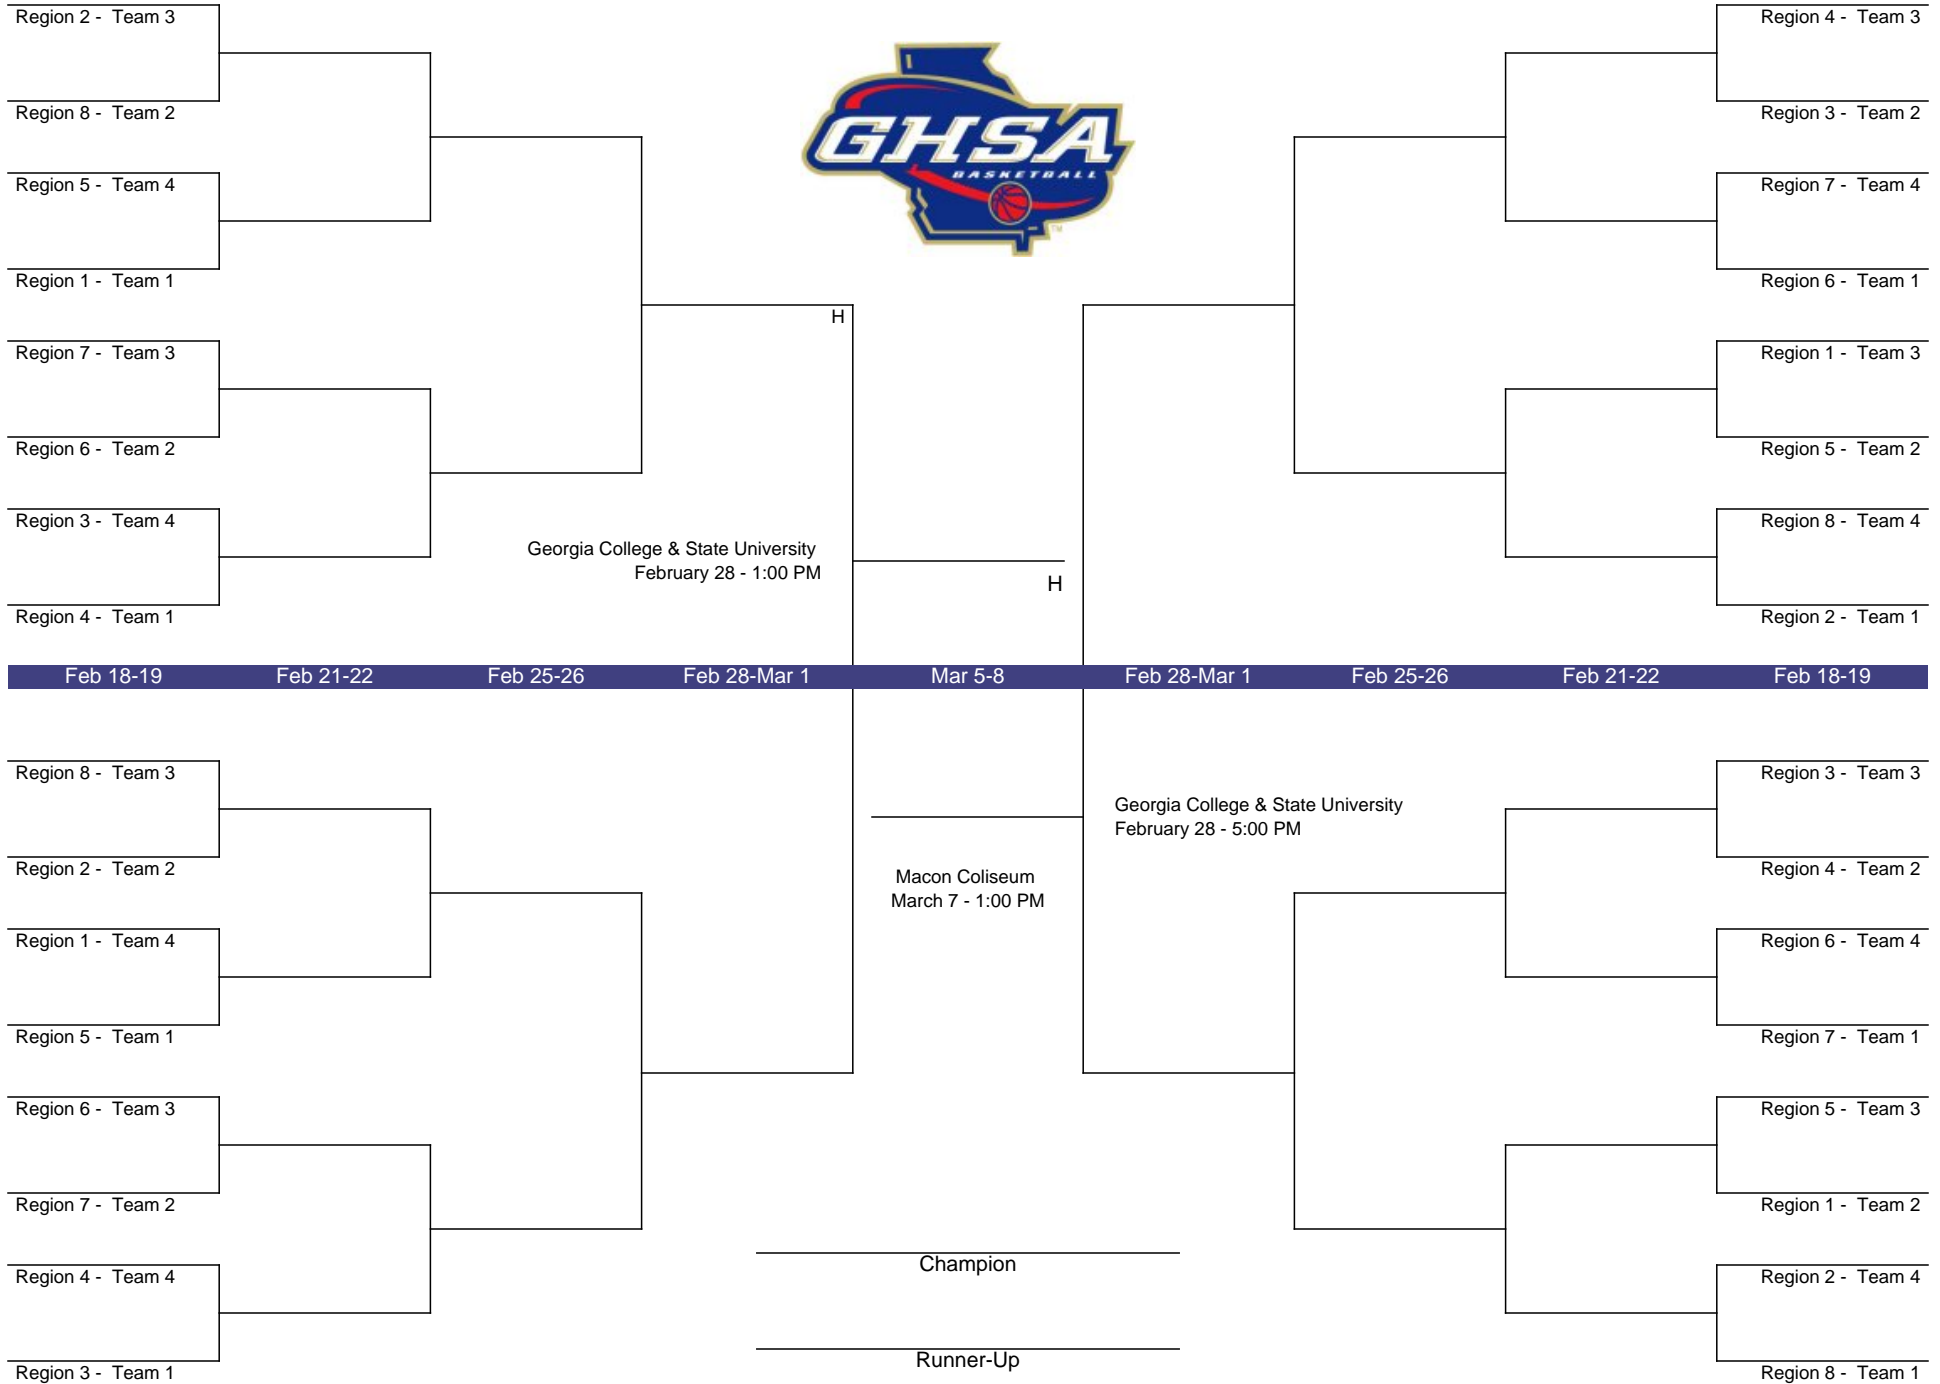 Region 2 - Team 3
Region 8 - Team 2
Region 5 - Team 4
Region 1 - Team 1
Region 7 - Team 3
Region 6 - Team 2
Region 3 - Team 4
Region 4 - Team 1
GHSA
BASKETBALL
TM
H
Georgia College & State University
February 28 - 1:00 PM
H
Region 4 - Team 3
Region 3 - Team 2
Region 7 - Team 4
Region 6 - Team 1
Region 1 - Team 3
Region 5 - Team 2
Region 8 - Team 4
Region 2 - Team 1
Feb 18-19 Feb 21-22 Feb 25-26 Feb 28-Mar 1 Mar 5-8 Feb 28-Mar 1 Feb 25-26 Feb 21-22 Feb 18-19
Region 8 - Team 3
Region 2 - Team 2
Region 1 - Team 4
Region 5 - Team 1
Region 6 - Team 3
Region 7 - Team 2
Region 4 - Team 4
Region 3 - Team 1
Macon Coliseum
March 7 - 1:00 PM
Georgia College & State University
February 28 - 5:00 PM
Champion
Runner-Up
Region 3 - Team 3
Region 4 - Team 2
Region 6 - Team 4
Region 7 - Team 1
Region 5 - Team 3
Region 1 - Team 2
Region 2 - Team 4
Region 8 - Team 1